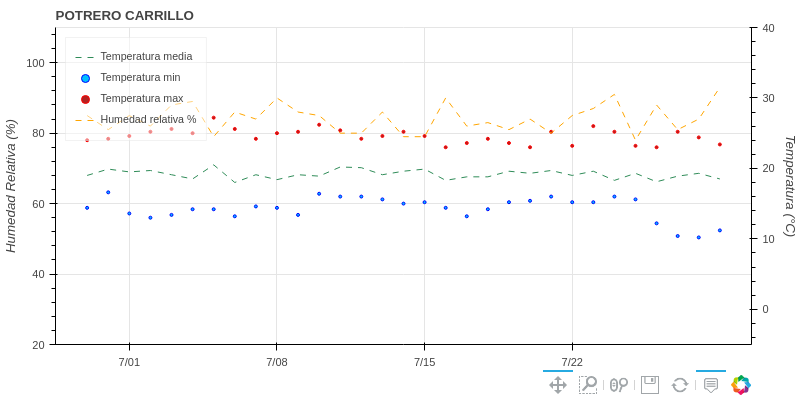 POTRERO CARRILLO
Temperatura media
Temperatura min
Temperatura max
Humedad relativa %
Humedad Relativa (%)
100
80
60
40
20
40
30
20
10
0
Temperatura (°C)
7/01
7/08
7/15
7/22